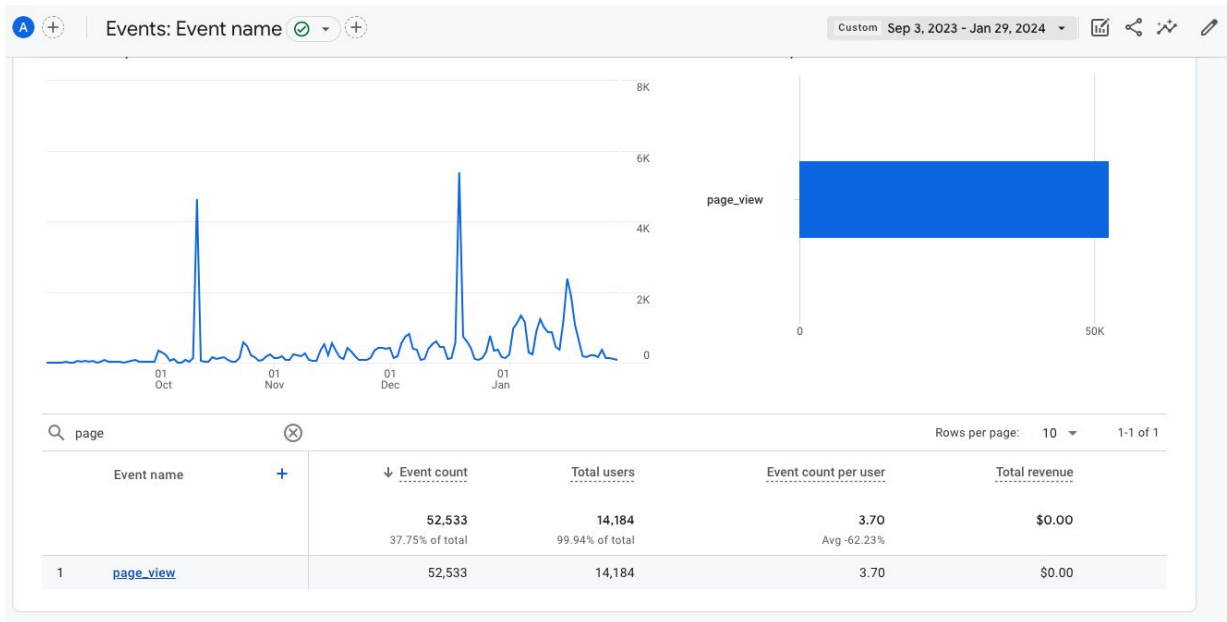 A
Events: Event name
Custom Sep 3, 2023 - Jan 29, 2024
8K
6K
4K
2K
0
01 Oct
01 Nov
01 Dec
01 Jan
page_view
0
50K
page
Rows per page: 10
1-1 of 1
Event name + ↓ Event count Total users Event count per user Total revenue
52,533 14,184 3.70 $0.00
37.75% of total 99.94% of total Avg -62.23%
1 page_view 52,533 14,184 3.70 $0.00